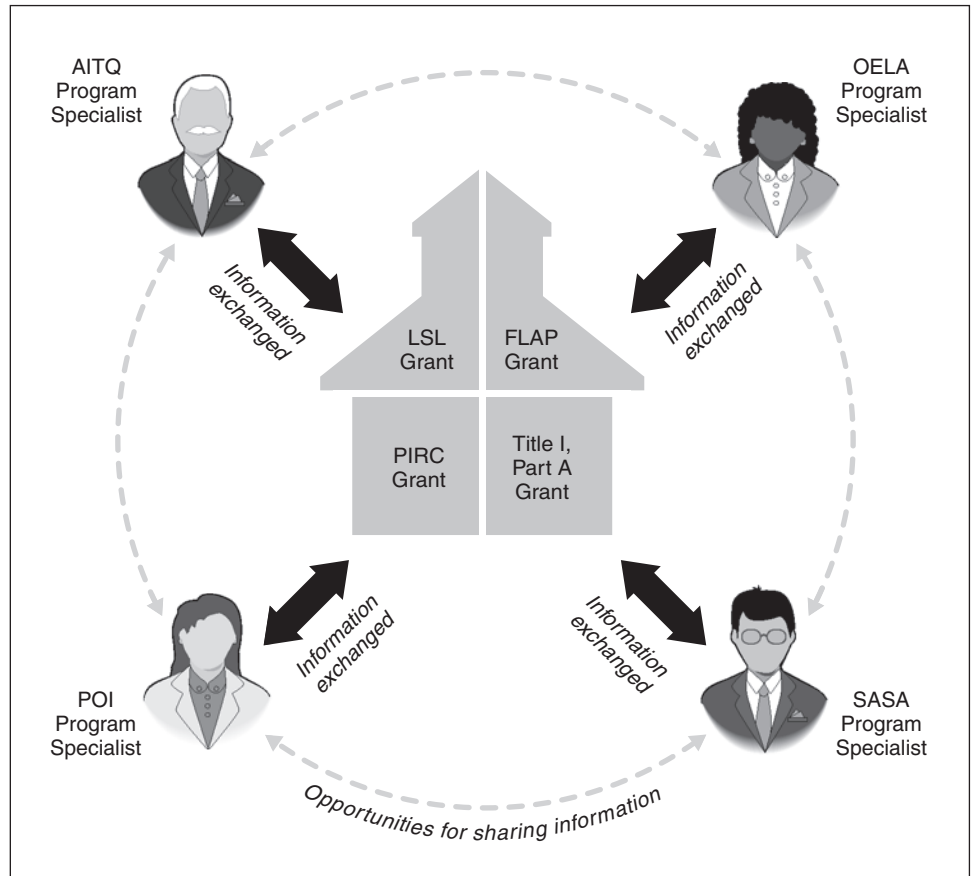 AITQ
Program
Specialist
OELA
Program
Specialist
Information
exchanged
Information
exchanged
LSL
Grant
FLAP
Grant
PIRC
Grant
Title I,
Part A
Grant
Information
exchanged
Information
exchanged
POI
Program
Specialist
SASA
Program
Specialist
Opportunities for sharing information